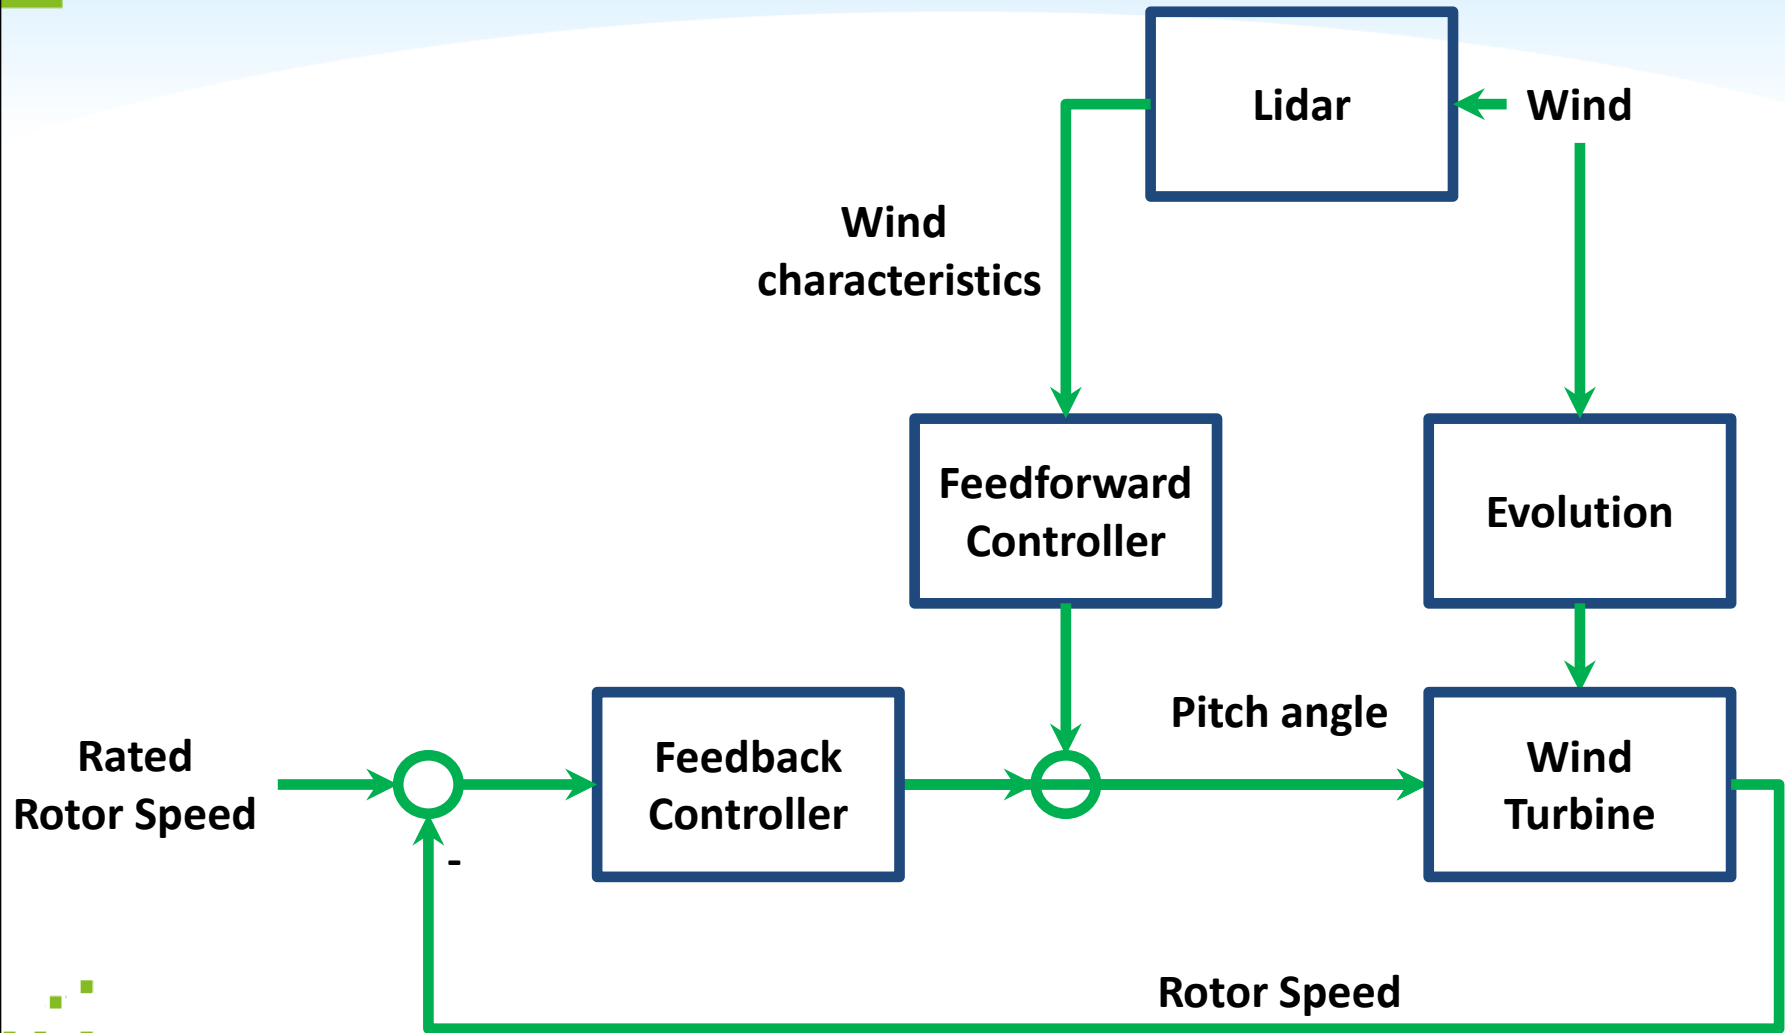 Lidar
Wind
Wind
characteristics
Feedforward
Controller
Evolution
Pitch angle
Rated
Rotor Speed
Feedback
Controller
Wind
Turbine
-
Rotor Speed